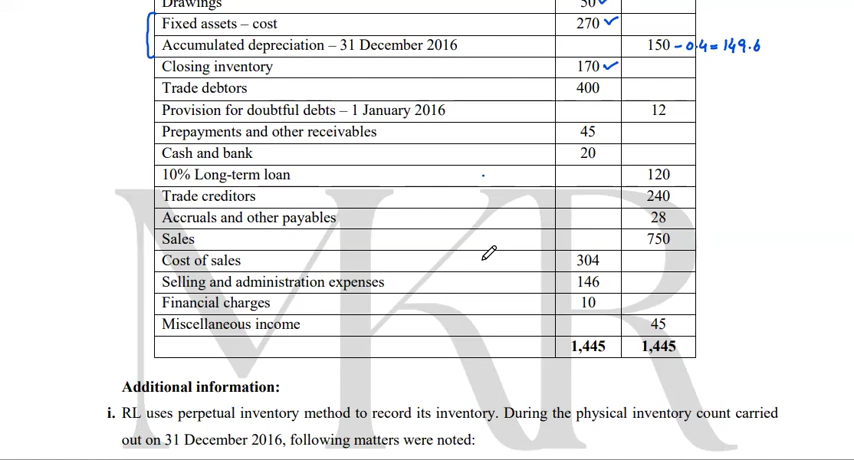 Drawings 50
Fixed assets – cost 270
Accumulated depreciation – 31 December 2016 150 - 0.4 = 149.6
Closing inventory 170
Trade debtors 400
Provision for doubtful debts – 1 January 2016 12
Prepayments and other receivables 45
Cash and bank 20
10% Long-term loan 120
Trade creditors 240
Accruals and other payables 28
Sales 750
Cost of sales 304
Selling and administration expenses 146
Financial charges 10
Miscellaneous income 45
1,445 1,445
Additional information:
i. RL uses perpetual inventory method to record its inventory. During the physical inventory count carried
out on 31 December 2016, following matters were noted:
MKR